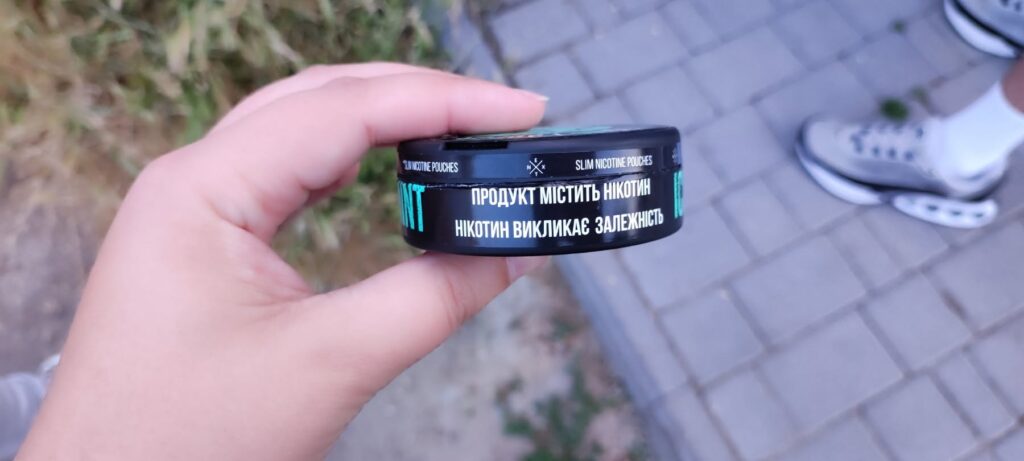 SLIM NICOTINE POUCHES
SLIM NICOTINE POUCHES
ПРОДУКТ МІСТИТЬ НІКОТИН
НІКОТИН ВИКЛИКАЄ ЗАЛЕЖНІСТЬ